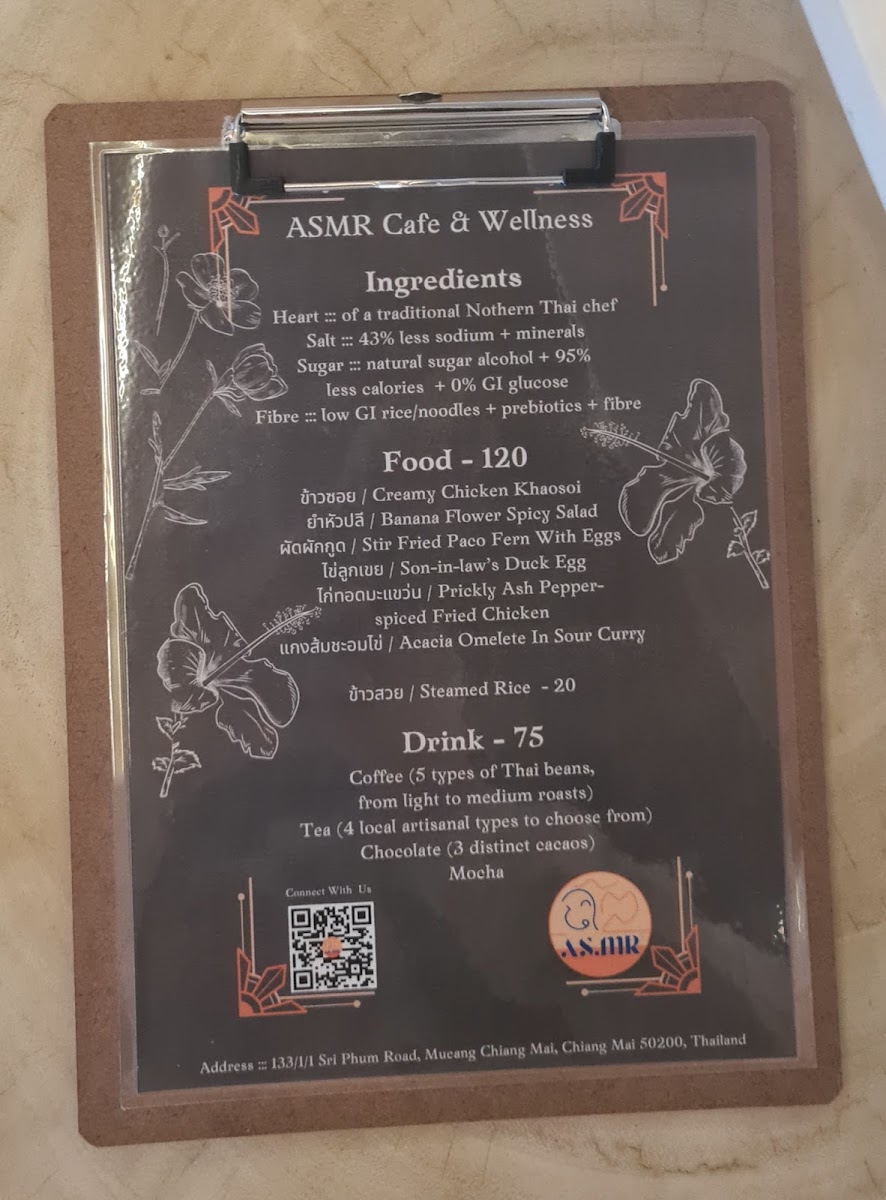 ASMR Cafe & Wellness
Ingredients
Heart ::: of a traditional Nothern Thai chef
Salt ::: 43% less sodium + minerals
Sugar ::: natural sugar alcohol + 95%
less calories + 0% GI glucose
Fibre ::: low GI rice/noodles + prebiotics + fibre
Food - 120
ข้าวซอย / Creamy Chicken Khaosoi
ยำหัวปลี / Banana Flower Spicy Salad
ผัดผักกูด / Stir Fried Paco Fern With Eggs
ไข่ลูกเขย / Son-in-law's Duck Egg
ไก่ทอดมะแขว่น / Prickly Ash Pepper-
spiced Fried Chicken
แกงส้มชะอมไข่ / Acacia Omelete In Sour Curry
ข้าวสวย / Steamed Rice - 20
Drink - 75
Coffee (5 types of Thai beans,
from light to medium roasts)
Tea (4 local artisanal types to choose from)
Chocolate (3 distinct cacaos)
Mocha
Connect With Us
A.S.MR
Address ::: 133/1/1 Sri Phum Road, Mueang Chiang Mai, Chiang Mai 50200, Thailand